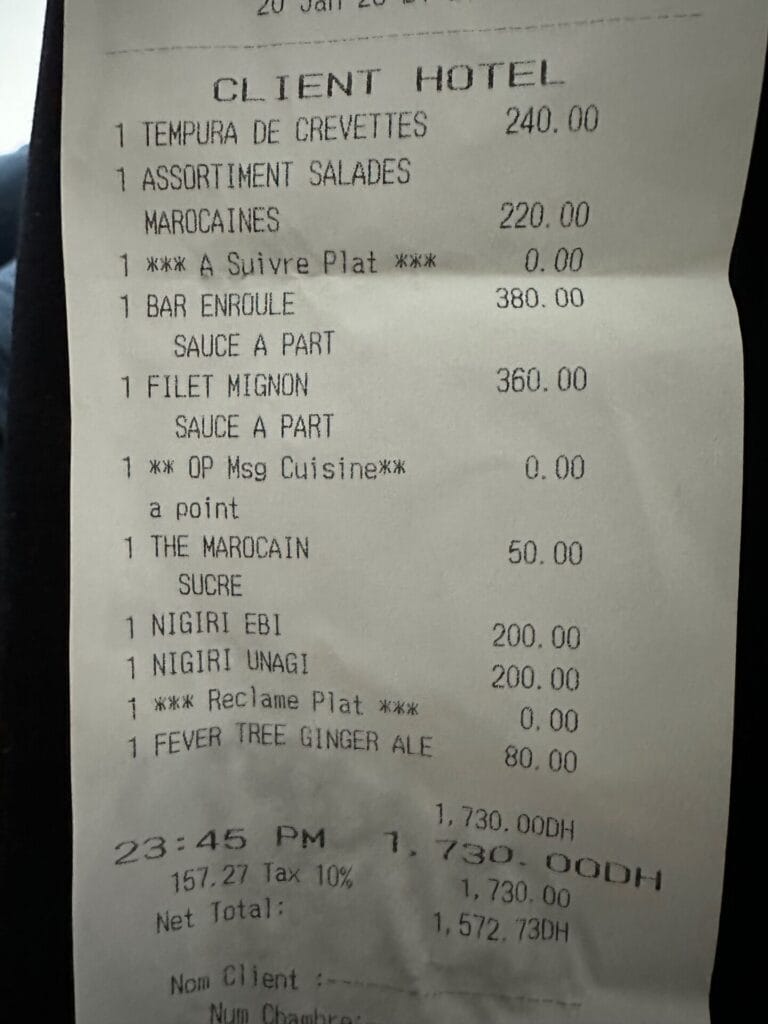 20 Jan
CLIENT HOTEL
1 TEMPURA DE CREVETTES 240.00
1 ASSORTIMENT SALADES
MAROCAINES 220.00
1 *** A Suivre Plat *** 0.00
1 BAR ENROULE 380.00
SAUCE A PART
1 FILET MIGNON 360.00
SAUCE A PART
1 ** OP Msg Cuisine** 0.00
a point
1 THE MAROCAIN 50.00
SUCRE
1 NIGIRI EBI 200.00
1 NIGIRI UNAGI 200.00
1 *** Reclame Plat *** 0.00
1 FEVER TREE GINGER ALE 80.00
1,730.00DH
23:45 PM 1,730.00DH
157.27 Tax 10% 1,730.00
Net Total: 1,572.73DH
Nom Client :
Num Chambre: